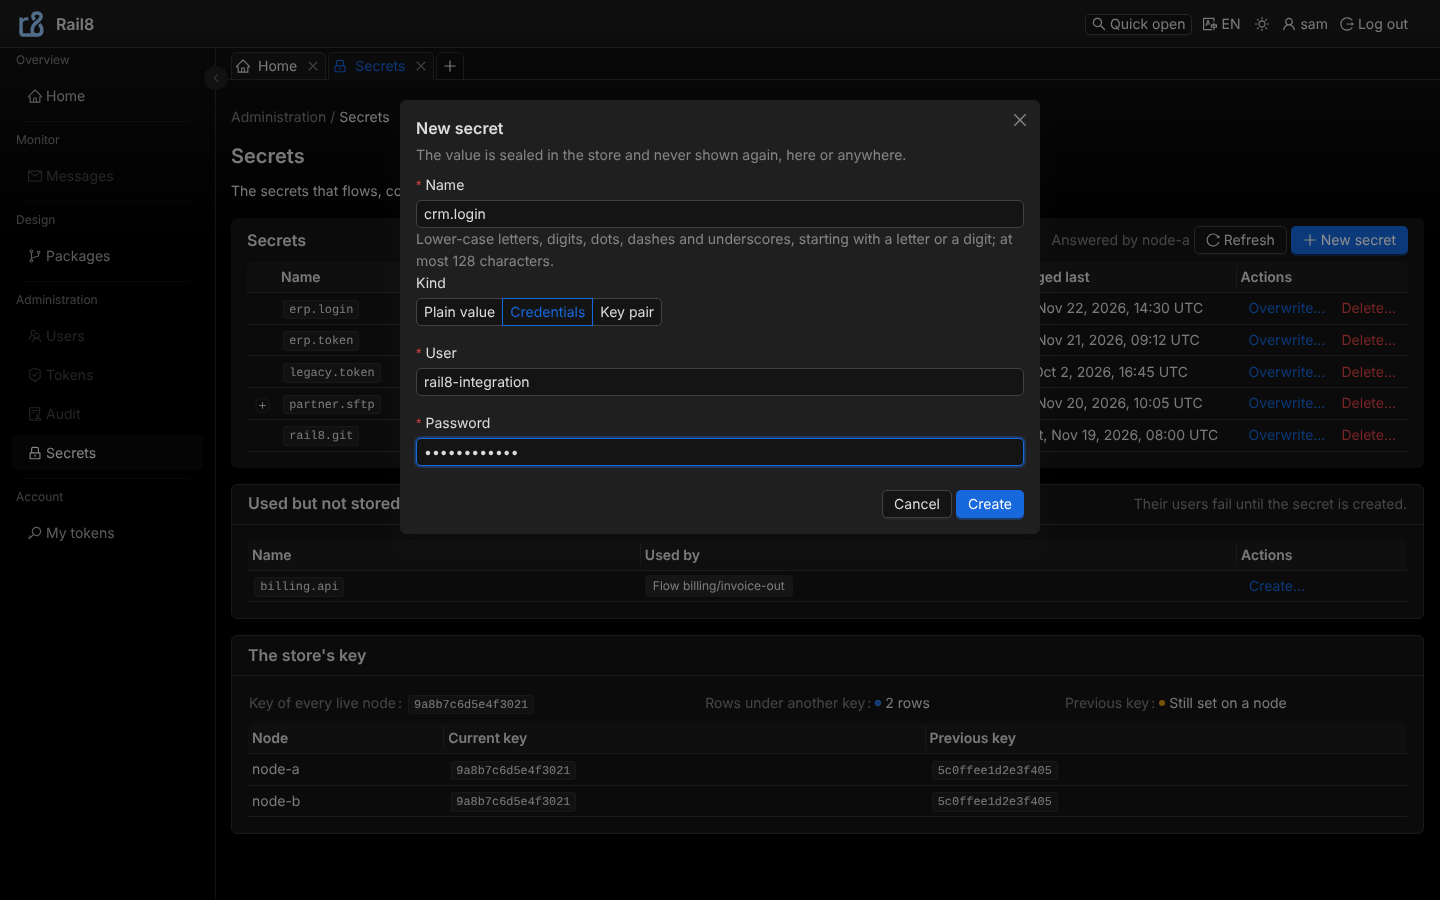 Rail8
Quick open
EN
sam
Log out
Overview
Home
Monitor
Messages
Design
Packages
Administration
Users
Tokens
Audit
Secrets
Account
My tokens
Home
Secrets
Administration / Secrets
Secrets
The secrets that flows, co
Secrets
Answered by node-a
Refresh
New secret
Name
ged last
Actions
erp.login
Nov 22, 2026, 14:30 UTC
Overwrite...
Delete...
erp.token
Nov 21, 2026, 09:12 UTC
Overwrite...
Delete...
legacy.token
Oct 2, 2026, 16:45 UTC
Overwrite...
Delete...
partner.sftp
Nov 20, 2026, 10:05 UTC
Overwrite...
Delete...
rail8.git
t, Nov 19, 2026, 08:00 UTC
Overwrite...
Delete...
New secret
The value is sealed in the store and never shown again, here or anywhere.
* Name
crm.login
Lower-case letters, digits, dots, dashes and underscores, starting with a letter or a digit; at
most 128 characters.
Kind
Plain value
Credentials
Key pair
* User
rail8-integration
* Password
••••••••••••
Cancel
Create
Used but not stored
Their users fail until the secret is created.
Name
Used by
Actions
billing.api
Flow billing/invoice-out
Create...
The store's key
Key of every live node: 9a8b7c6d5e4f3021
Rows under another key: 2 rows
Previous key: Still set on a node
Node
Current key
Previous key
node-a
9a8b7c6d5e4f3021
5c0ffee1d2e3f405
node-b
9a8b7c6d5e4f3021
5c0ffee1d2e3f405